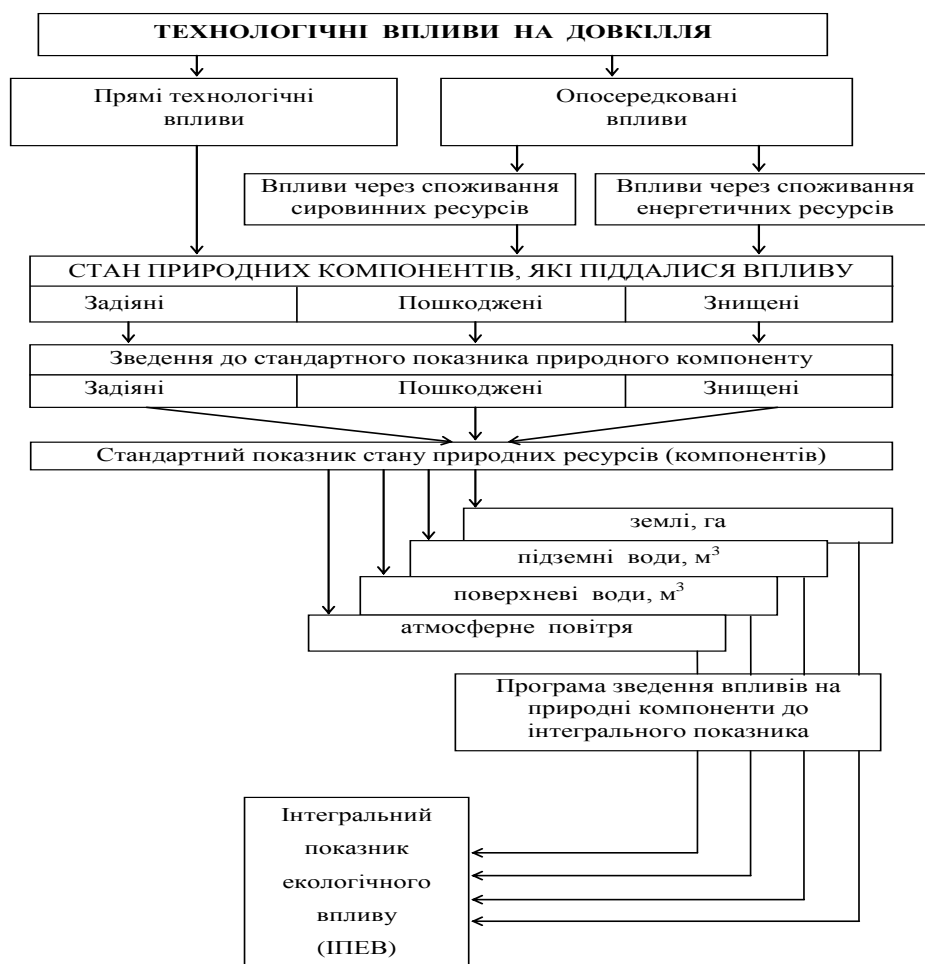 ТЕХНОЛОГІЧНІ ВПЛИВИ НА ДОВКІЛЛЯ
Прямі технологічні
впливи
Опосередковані
впливи
Впливи через споживання
сировинних ресурсів
Впливи через споживання
енергетичних ресурсів
СТАН ПРИРОДНИХ КОМПОНЕНТІВ, ЯКІ ПІДДАЛИСЯ ВПЛИВУ
Задіяні Пошкоджені Знищені
Зведення до стандартного показника природного компоненту
Задіяні Пошкоджені Знищені
Стандартний показник стану природних ресурсів (компонентів)
землі, га
підземні води, м³
поверхневі води, м³
атмосферне повітря
Програма зведення впливів на
природні компоненти до
інтегрального показника
Інтегральний
показник
екологічного
впливу
(ІПЕВ)